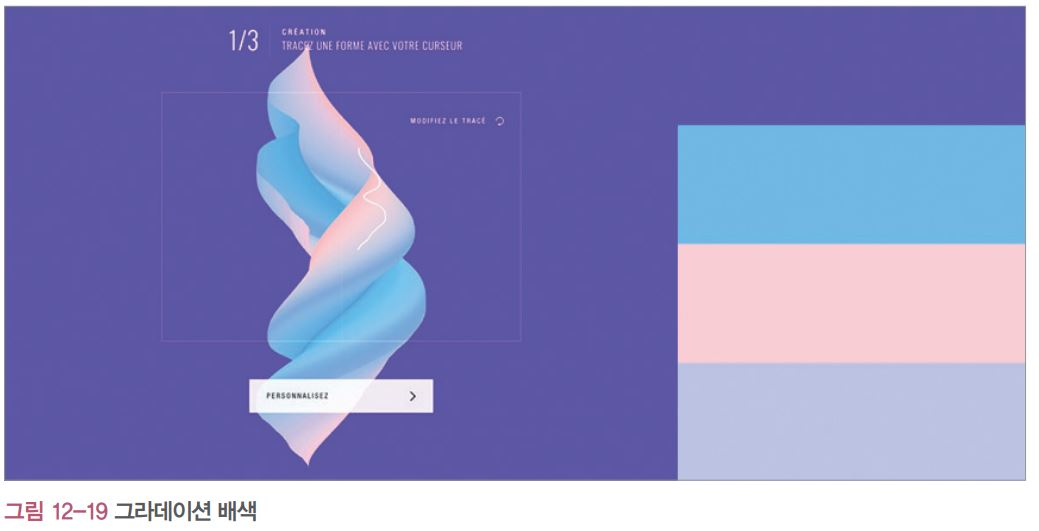 1/3
CRÉATION
TRACEZ UNE FORME AVEC VOTRE CURSEUR
MODIFIEZ LE TRACÉ
PERSONNALISEZ
그림 12-19 그라데이션 배색